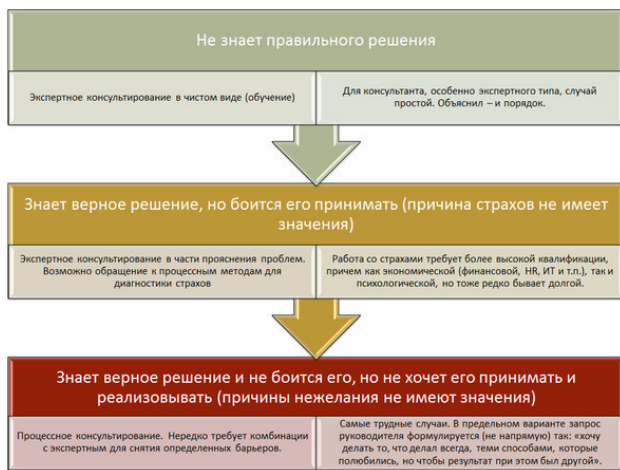 Не знает правильного решения
Экспертное консультирование в чистом виде (обучение)
Для консультанта, особенно экспертного типа, случай
простой. Объяснил – и порядок.
Знает верное решение, но боится его принимать (причина страхов не имеет
значения)
Экспертное консультирование в части прояснения проблем.
Возможно обращение к процессным методам для
диагностики страхов
Работа со страхами требует более высокой квалификации,
причем как экономической (финансовой, HR, ИТ и т.п.), так и
психологической, но тоже редко бывает долгой.
Знает верное решение и не боится его, но не хочет его принимать и
реализовывать (причины нежелания не имеют значения)
Процессное консультирование. Нередко требует комбинации
с экспертным для снятия определенных барьеров.
Самые трудные случаи. В предельном варианте запрос
руководителя формулируется (не напрямую) так: «хочу
делать то, что делал всегда, теми способами, которые
полюбились, но чтобы результат при этом был другой».